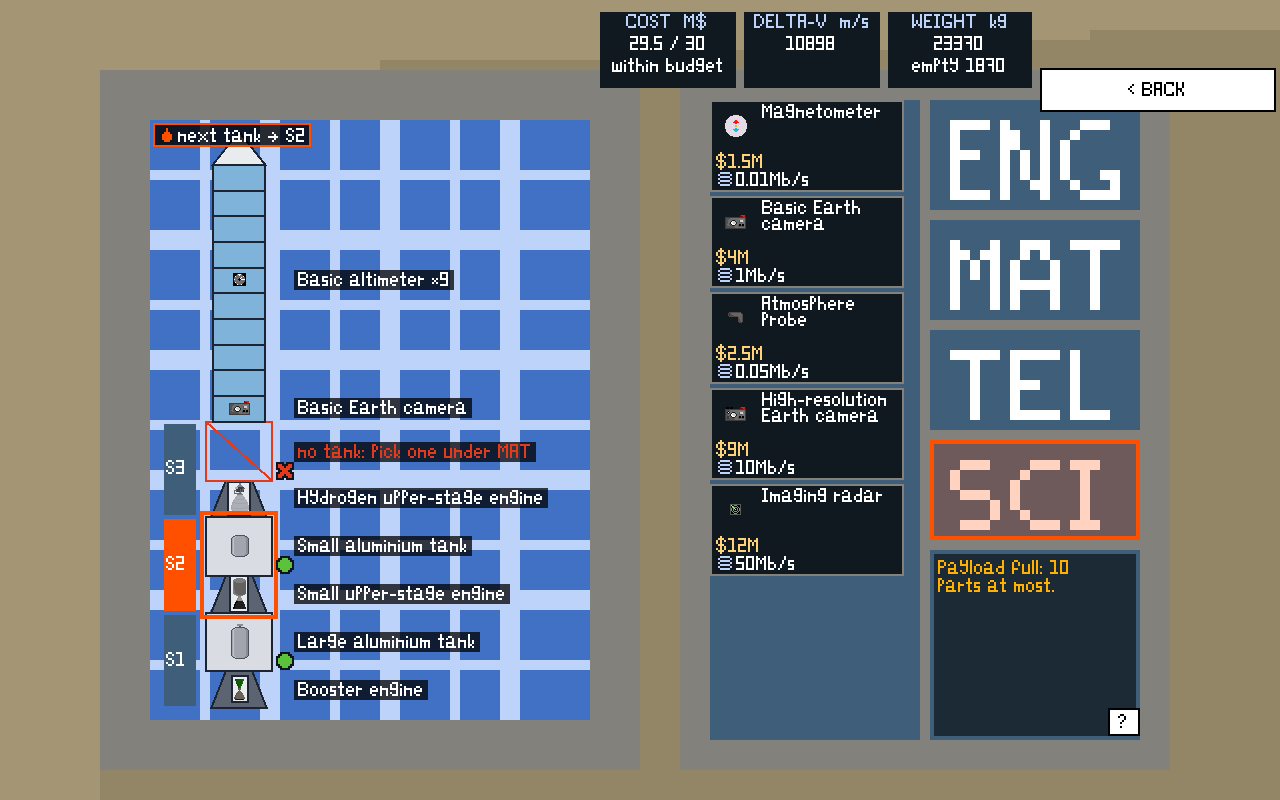 COST M$
29.5 / 30
within budget
DELTA-V m/s
10898
WEIGHT kg
23370
empty 1870
< BACK
next tank → S2
Basic altimeter x9
Basic Earth camera
no tank: Pick one under MAT
S3
Hydrogen upper-stage engine
Small aluminium tank
S2
Small upper-stage engine
Large aluminium tank
S1
Booster engine
Magnetometer
$1.5M
0.01Mb/s
Basic Earth
camera
$4M
1Mb/s
Atmosphere
Probe
$2.5M
0.05Mb/s
High-resolution
Earth camera
$9M
10Mb/s
Imaging radar
$12M
50Mb/s
ENG
MAT
TEL
SCI
Payload full: 10
Parts at most.
?